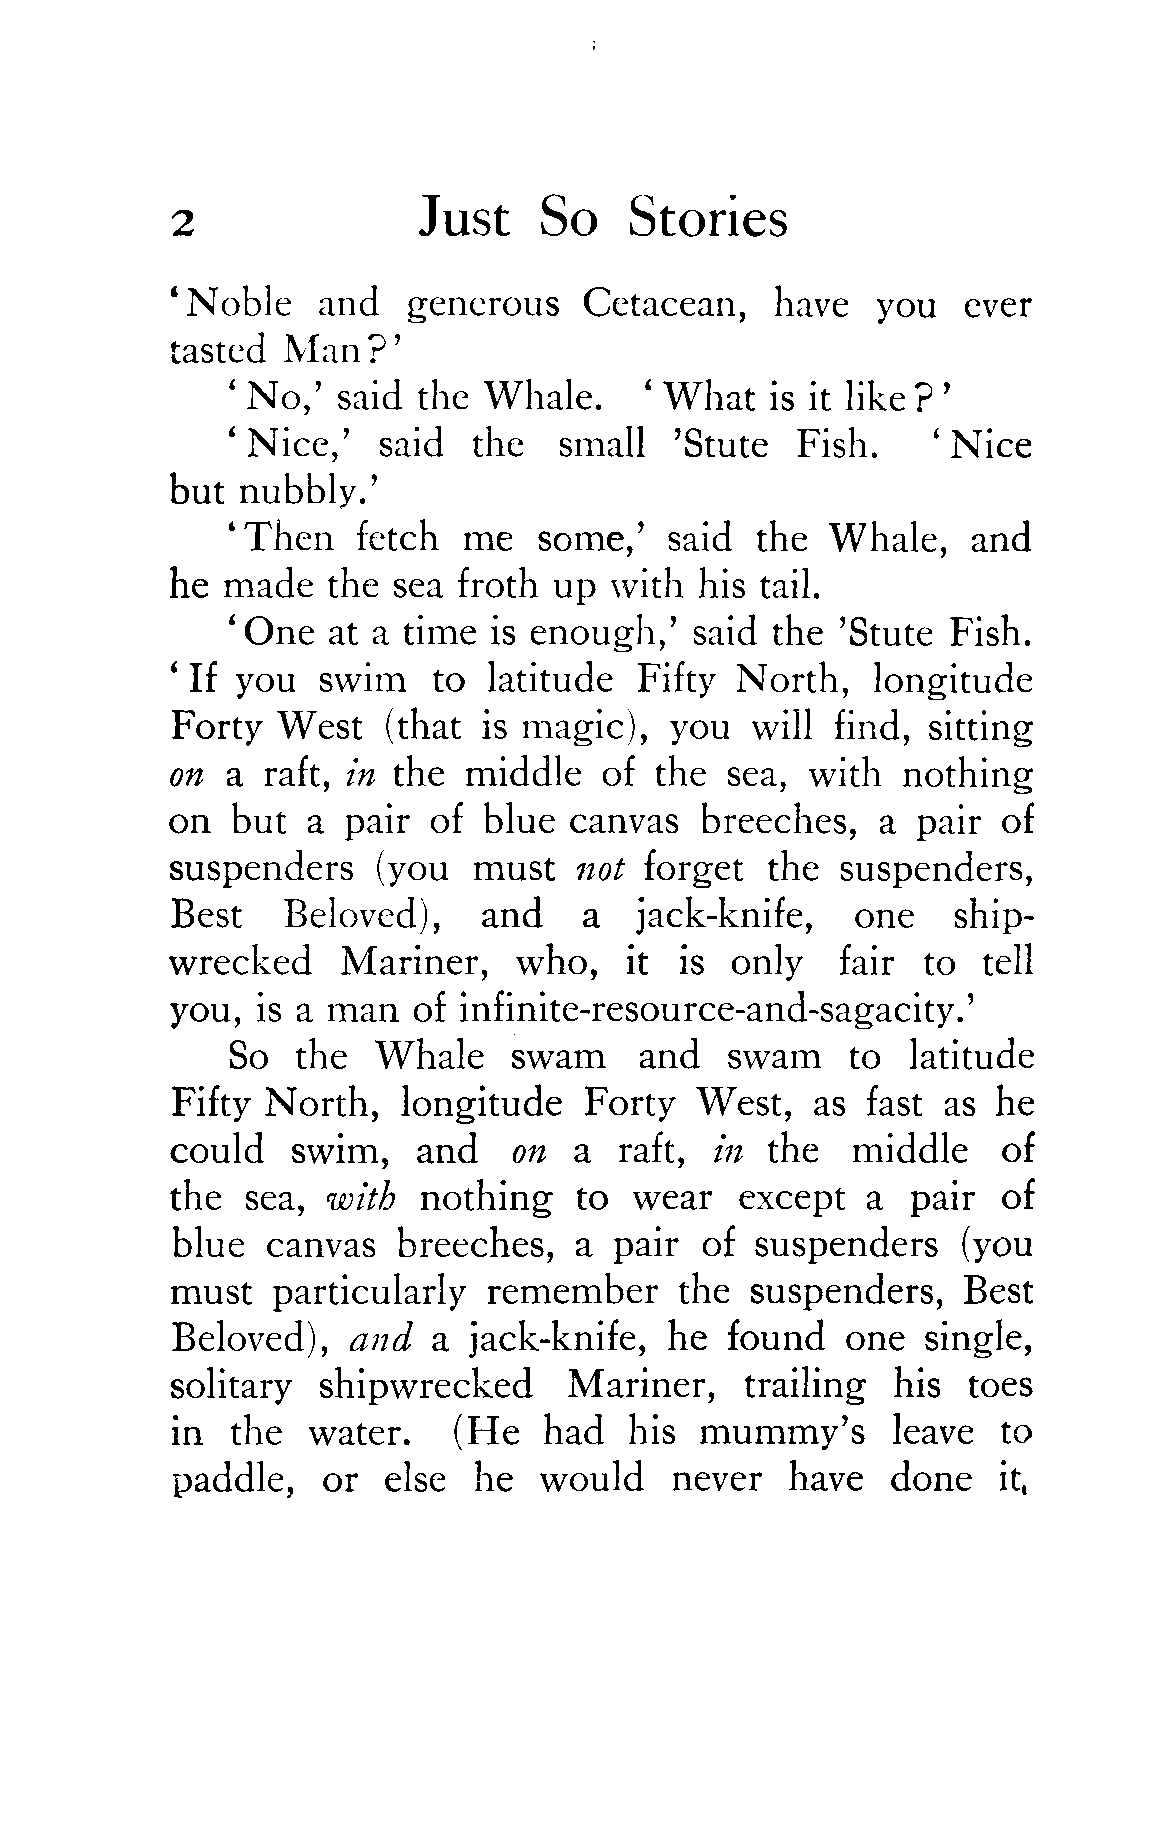 2 Just So Stories
‘Noble and generous Cetacean, have you ever
tasted Man?’
‘No,’ said the Whale. ‘What is it like?’
‘Nice,’ said the small ’Stute Fish. ‘Nice
but nubbly.’
‘Then fetch me some,’ said the Whale, and
he made the sea froth up with his tail.
‘One at a time is enough,’ said the ’Stute Fish.
‘If you swim to latitude Fifty North, longitude
Forty West (that is magic), you will find, sitting
on a raft, in the middle of the sea, with nothing
on but a pair of blue canvas breeches, a pair of
suspenders (you must not forget the suspenders,
Best Beloved), and a jack-knife, one ship-
wrecked Mariner, who, it is only fair to tell
you, is a man of infinite-resource-and-sagacity.’
So the Whale swam and swam to latitude
Fifty North, longitude Forty West, as fast as he
could swim, and on a raft, in the middle of
the sea, with nothing to wear except a pair of
blue canvas breeches, a pair of suspenders (you
must particularly remember the suspenders, Best
Beloved), and a jack-knife, he found one single,
solitary shipwrecked Mariner, trailing his toes
in the water. (He had his mummy’s leave to
paddle, or else he would never have done it,